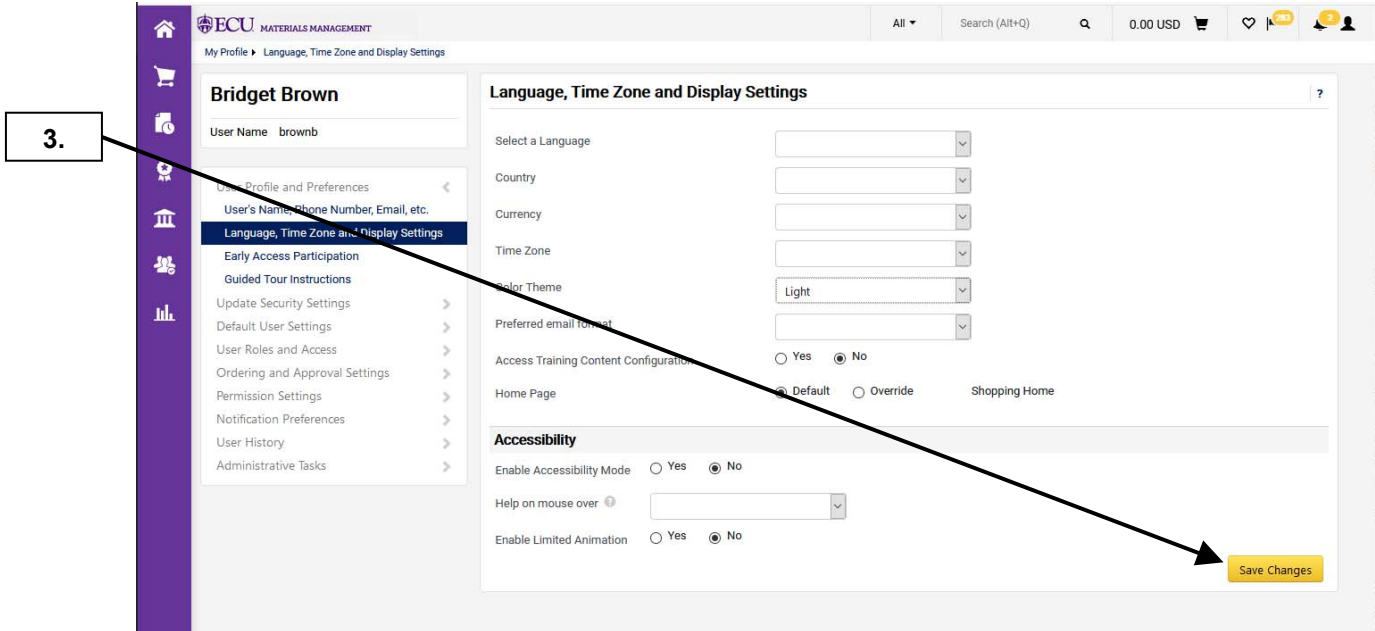 ECU MATERIALS MANAGEMENT
All
Search (Alt+Q)
0.00 USD
293
2
My Profile Language, Time Zone and Display Settings
3.
Bridget Brown
User Name brownb
User Profile and Preferences
User's Name, Phone Number, Email, etc.
Language, Time Zone and Display Settings
Early Access Participation
Guided Tour Instructions
Update Security Settings
Default User Settings
User Roles and Access
Ordering and Approval Settings
Permission Settings
Notification Preferences
User History
Administrative Tasks
Language, Time Zone and Display Settings ?
Select a Language
Country
Currency
Time Zone
Color Theme Light
Preferred email format
Access Training Content Configuration Yes No
Home Page Default Override Shopping Home
Accessibility
Enable Accessibility Mode Yes No
Help on mouse over ?
Enable Limited Animation Yes No
Save Changes